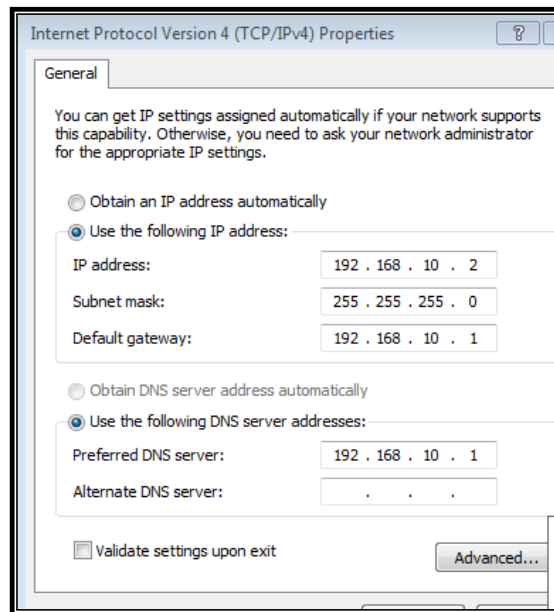 Internet Protocol Version 4 (TCP/IPv4) Properties
?
General
You can get IP settings assigned automatically if your network supports
this capability. Otherwise, you need to ask your network administrator
for the appropriate IP settings.
Obtain an IP address automatically
Use the following IP address:
IP address: 192 . 168 . 10 . 2
Subnet mask: 255 . 255 . 255 . 0
Default gateway: 192 . 168 . 10 . 1
Obtain DNS server address automatically
Use the following DNS server addresses:
Preferred DNS server: 192 . 168 . 10 . 1
Alternate DNS server: . . .
Validate settings upon exit
Advanced...